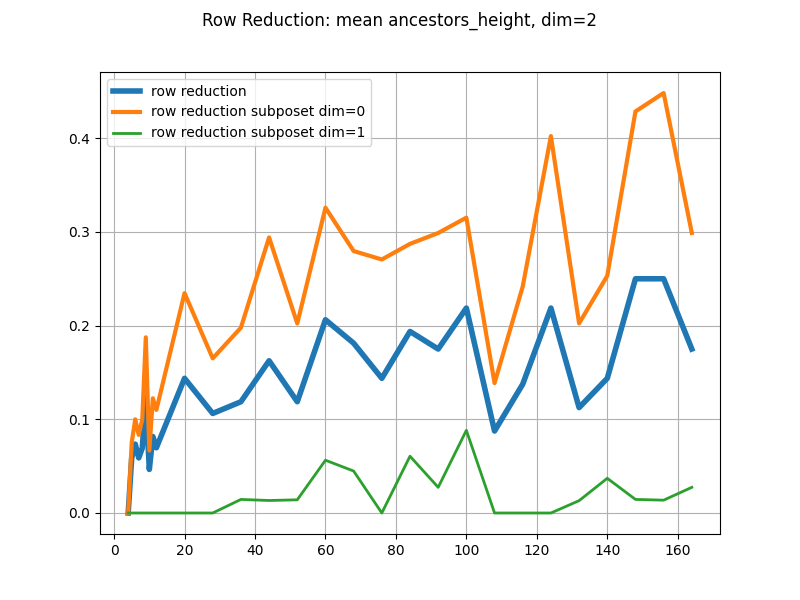 Row Reduction: mean ancestors_height, dim=2
row reduction
row reduction subposet dim=0
row reduction subposet dim=1
0.4
0.3
0.2
0.1
0.0
0 20 40 60 80 100 120 140 160